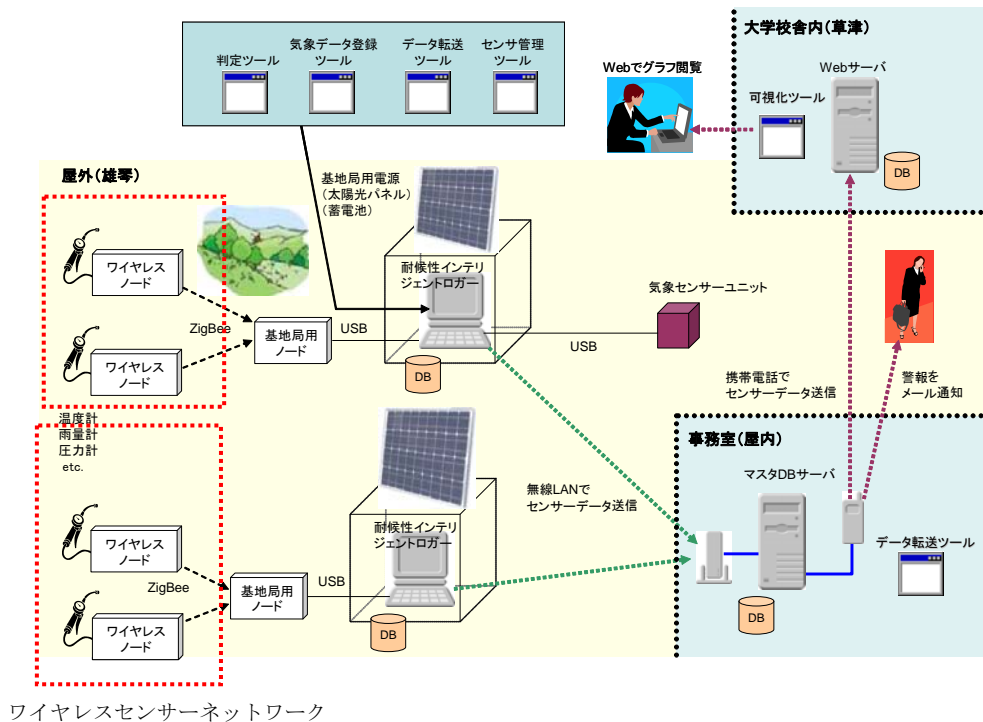 判定ツール
気象データ登録
ツール
データ転送
ツール
センサ管理
ツール
大学校舎内(草津)
Webサーバ
Webでグラフ閲覧
可視化ツール
DB
屋外(雄琴)
基地局用電源
(太陽光パネル)
(蓄電池)
耐候性インテリ
ジェントロガー
ワイヤレス
ノード
ZigBee
ワイヤレス
ノード
基地局用
ノード
USB
DB
USB
気象センサーユニット
携帯電話で
センサーデータ送信
警報を
メール通知
温度計
雨量計
圧力計
etc.
事務室(屋内)
マスタDBサーバ
無線LANで
センサーデータ送信
データ転送ツール
DB
耐候性インテリ
ジェントロガー
ワイヤレス
ノード
ZigBee
ワイヤレス
ノード
基地局用
ノード
USB
DB
ワイヤレスセンサーネットワーク